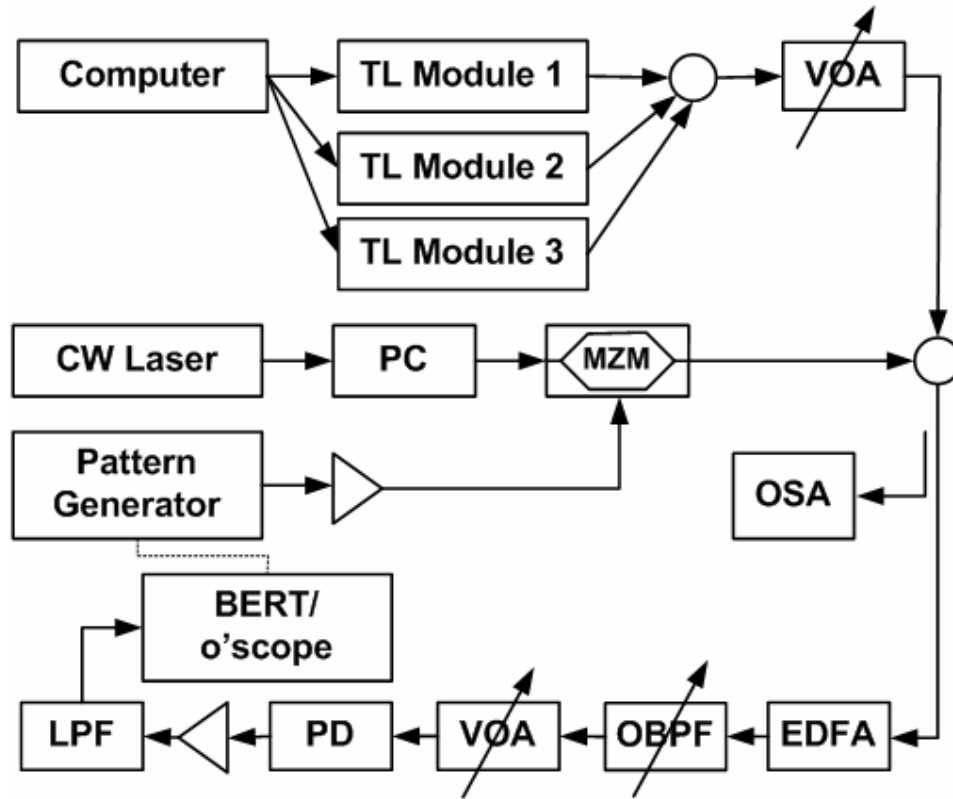 Computer
TL Module 1
VOA
TL Module 2
TL Module 3
CW Laser
PC
MZM
Pattern
Generator
OSA
BERT/
o'scope
LPF
PD
VOA
OBPF
EDFA